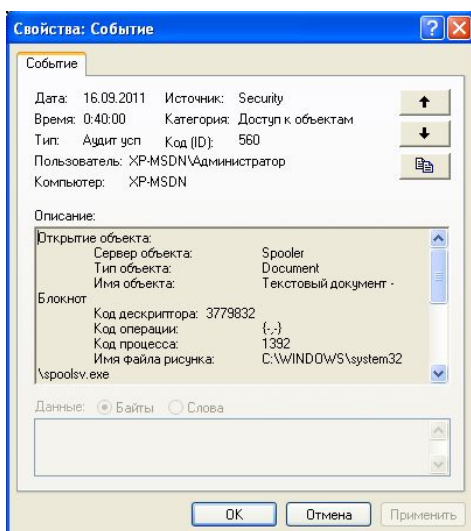 Свойства: Событие
Событие
Дата: 16.09.2011 Источник: Security
Время: 0:40:00 Категория: Доступ к объектам
Тип: Аудит усп Код (ID): 560
Пользователь: XP-MSDN\Администратор
Компьютер: XP-MSDN
Описание:
Открытие объекта:
Сервер объекта: Spooler
Тип объекта: Document
Имя объекта: Текстовый документ -
Блокнот
Код дескриптора: 3779832
Код операции: {-,-}
Код процесса: 1392
Имя файла рисунка: C:\WINDOWS\system32
\spoolsv.exe
Данные: Байты Слова
OK Отмена Применить